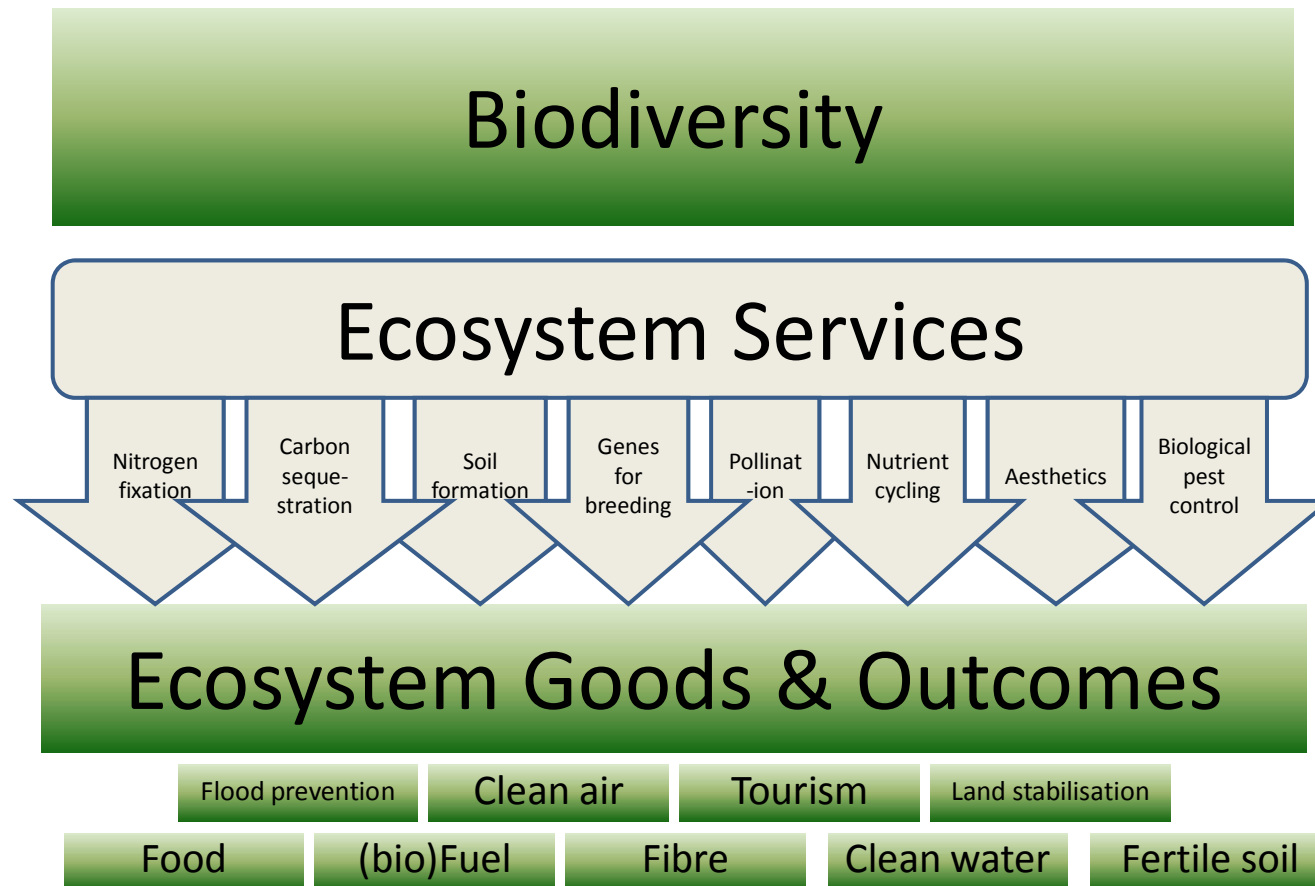 Biodiversity
Ecosystem Services
Nitrogen
fixation
Carbon
seque-
stration
Soil
formation
Genes
for
breeding
Pollinat
-ion
Nutrient
cycling
Aesthetics
Biological
pest
control
Ecosystem Goods & Outcomes
Flood prevention
Clean air
Tourism
Land stabilisation
Food
(bio)Fuel
Fibre
Clean water
Fertile soil